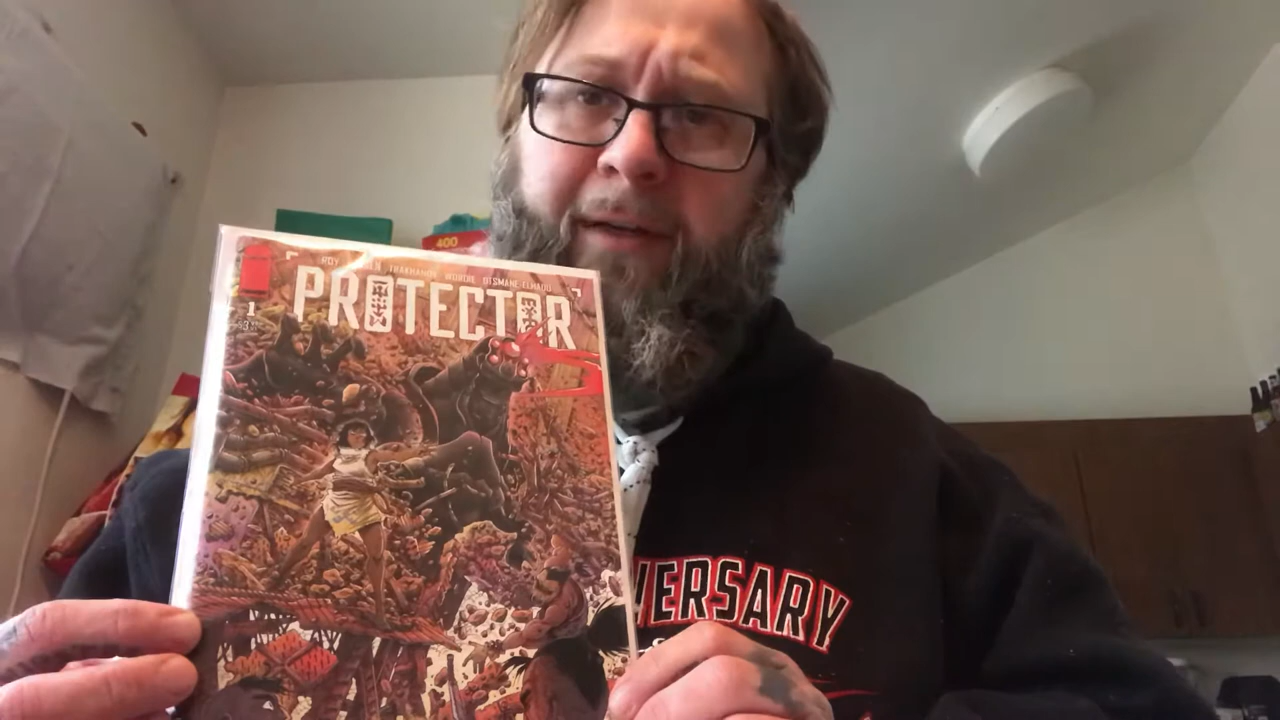 400
ROY TRAKHANOV WORDIE OTSMANE-ELHAOU
PROTECTOR
1
VERSARY